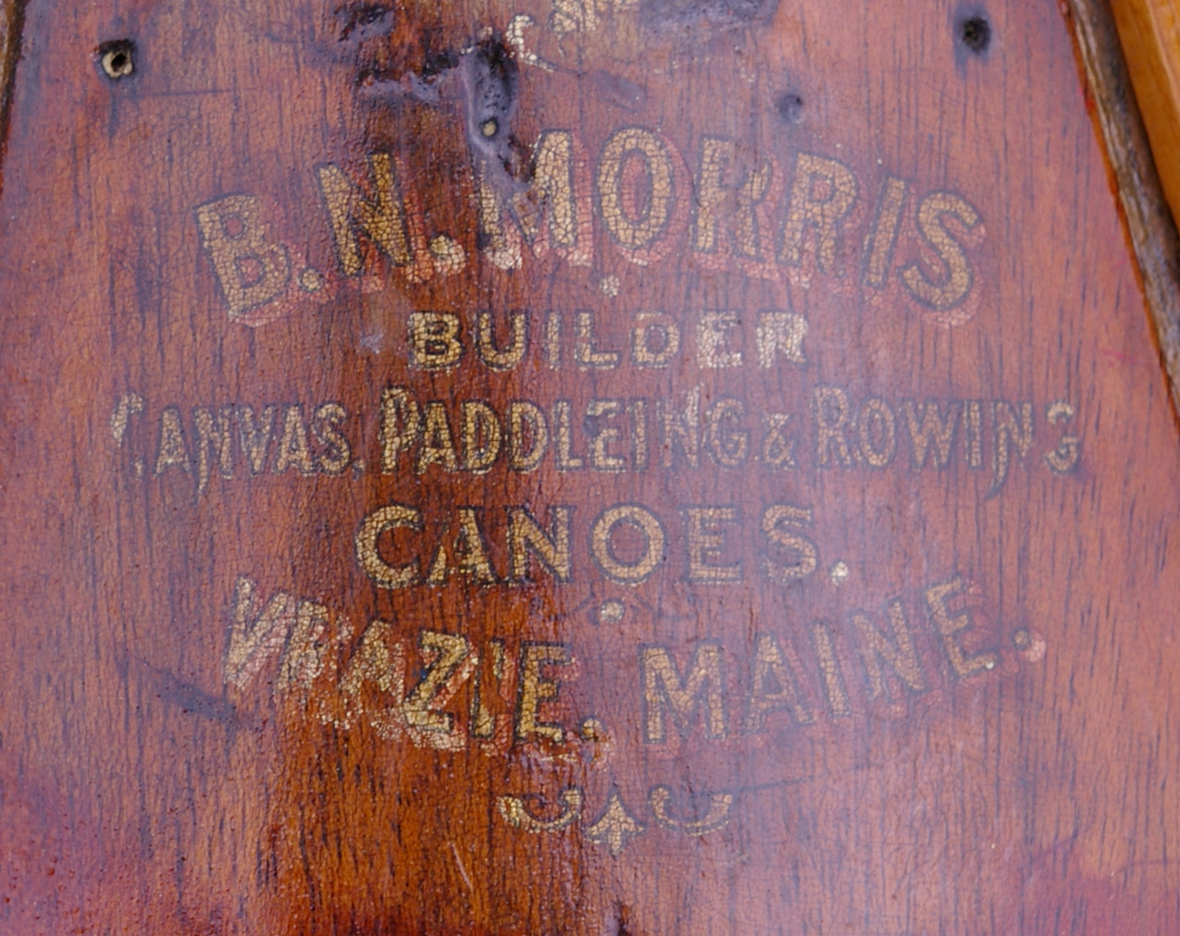 B.N. MORRIS
BUILDER
CANVAS, PADDLEING & ROWING
CANOES.
VEAZIE. MAINE.